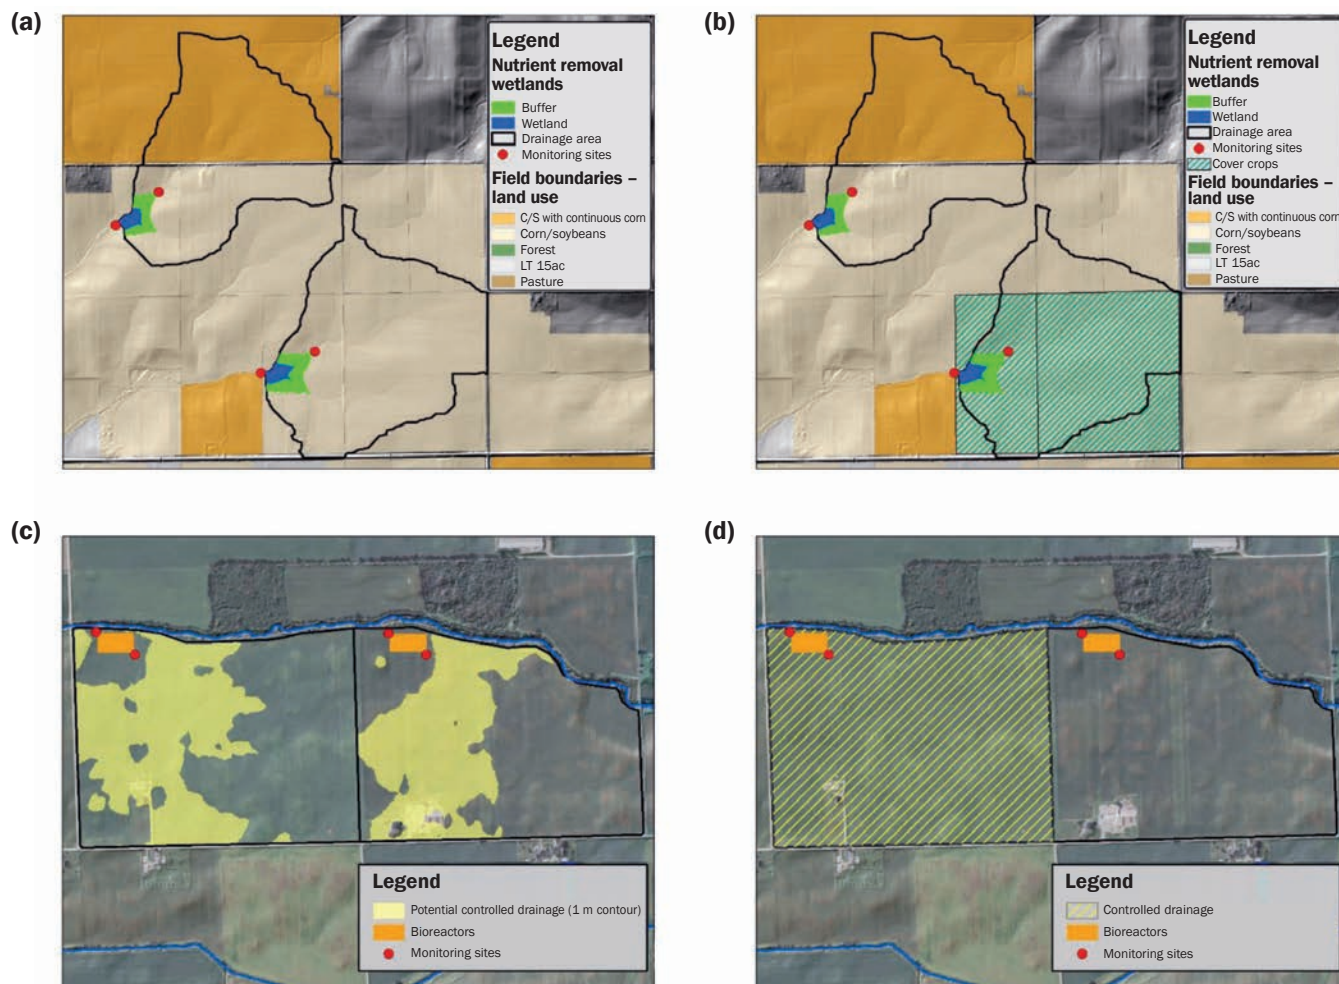 (a)
Legend
Nutrient removal
wetlands
Buffer
Wetland
Drainage area
Monitoring sites
Field boundaries –
land use
C/S with continuous corn
Corn/soybeans
Forest
LT 15ac
Pasture
(b)
Legend
Nutrient removal
wetlands
Buffer
Wetland
Drainage area
Monitoring sites
Cover crops
Field boundaries –
land use
C/S with continuous corn
Corn/soybeans
Forest
LT 15ac
Pasture
(c)
Legend
Potential controlled drainage (1 m contour)
Bioreactors
Monitoring sites
(d)
Legend
Controlled drainage
Bioreactors
Monitoring sites